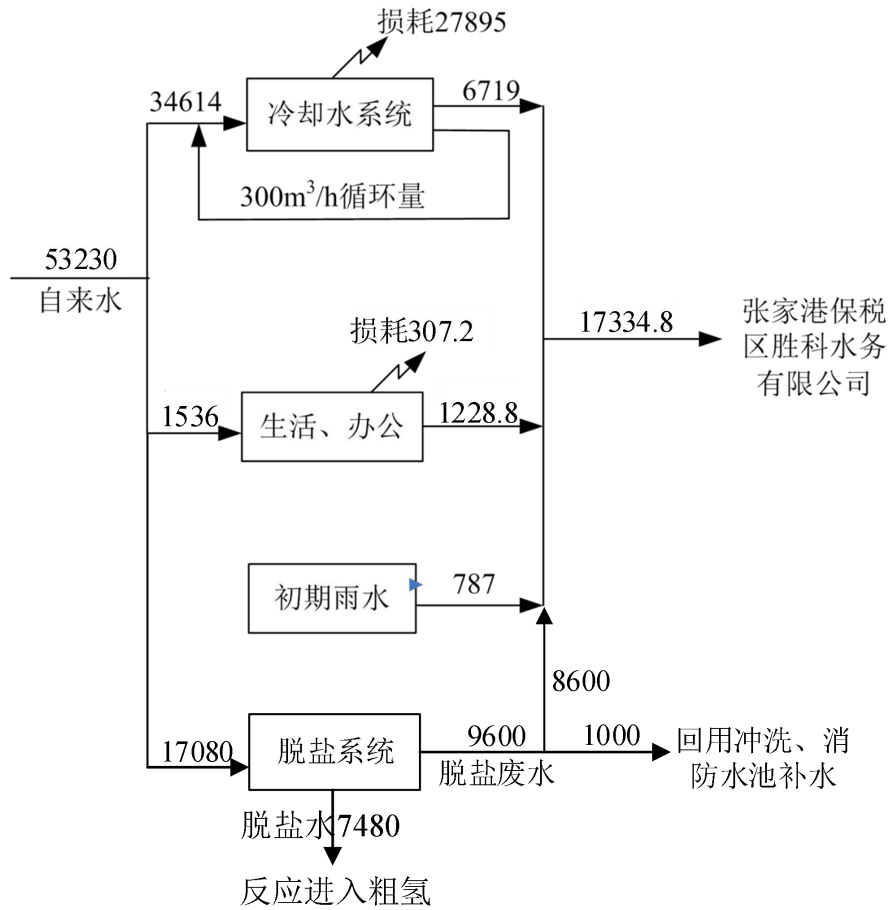 损耗27895
34614
冷却水系统
6719
300m³/h循环量
53230
自来水
损耗307.2
17334.8
张家港保税
区胜科水务
有限公司
1536
生活、办公
1228.8
初期雨水
787
8600
17080
脱盐系统
9600
脱盐废水
1000
回用冲洗、消
防水池补水
脱盐水7480
反应进入粗氢